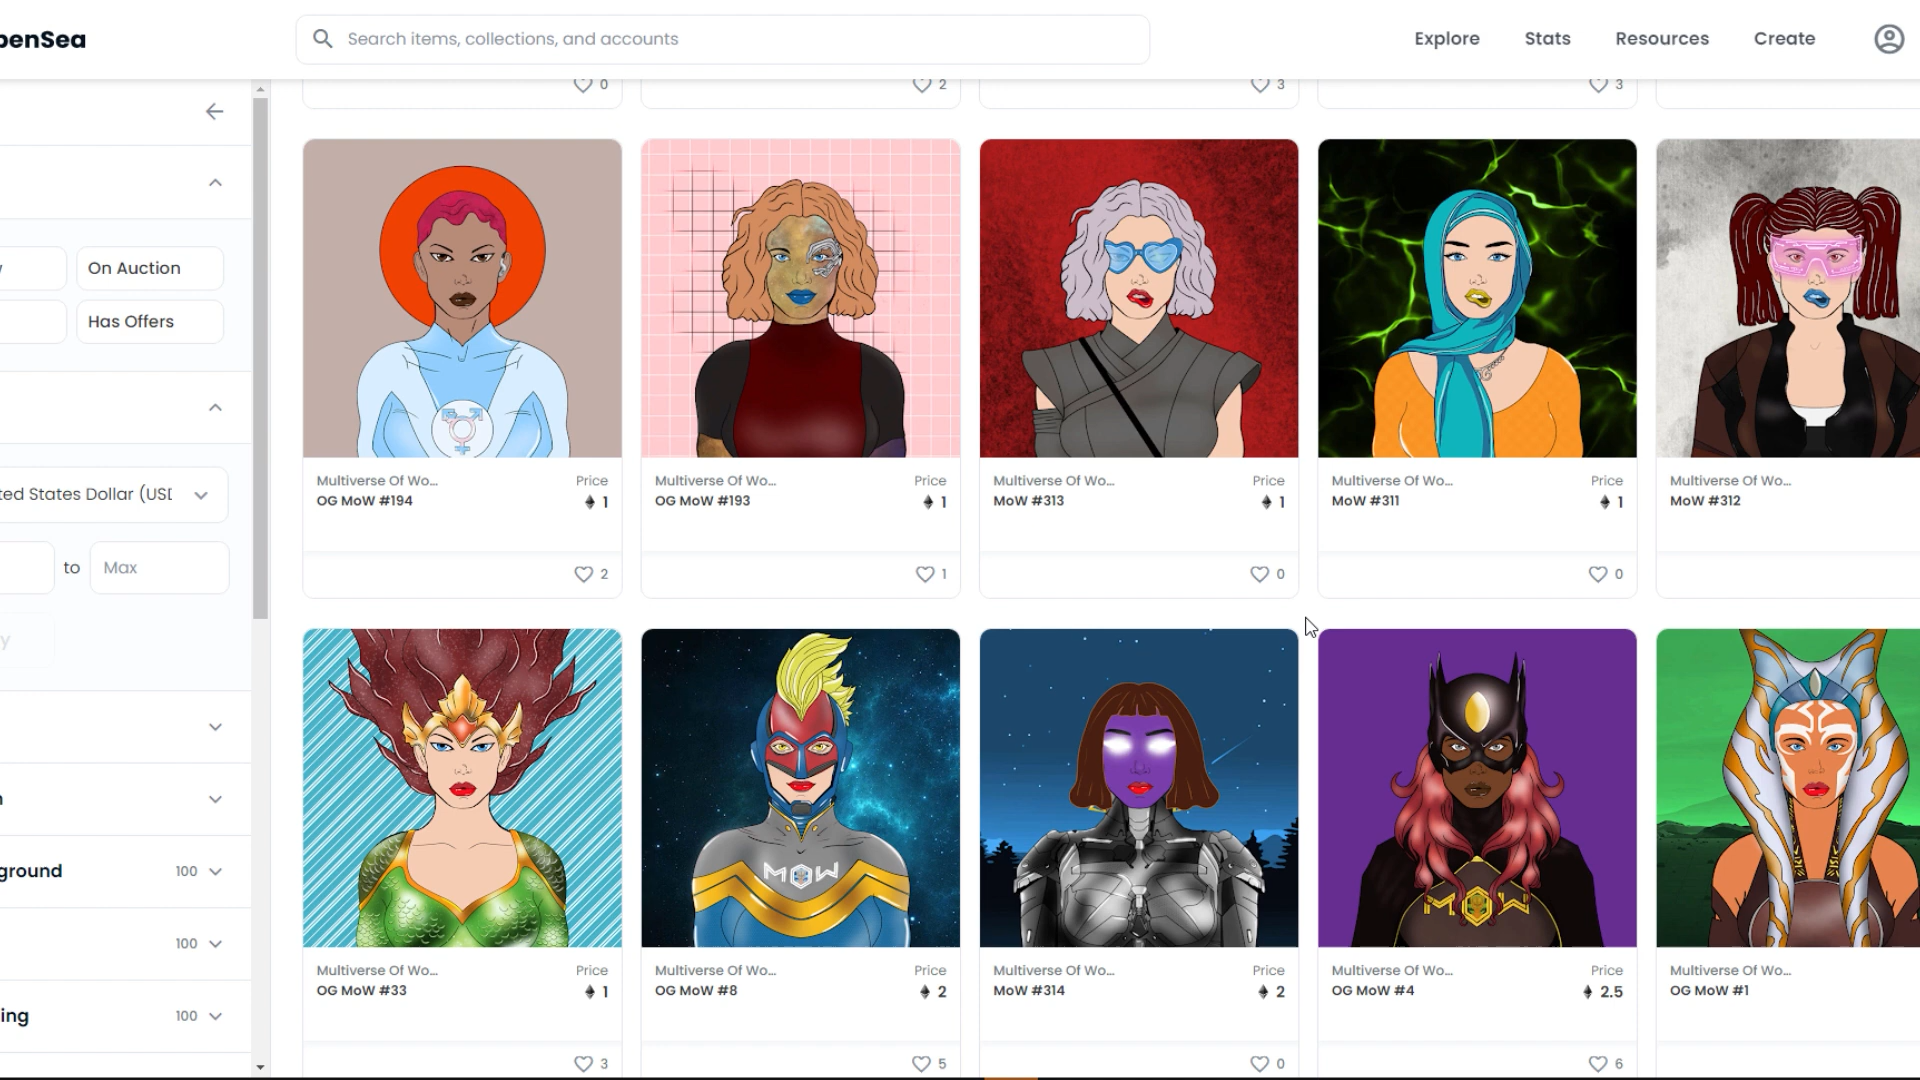 penSea
Search items, collections, and accounts
Explore
Stats
Resources
Create
0
2
3
3
On Auction
Has Offers
ted States Dollar (USD
to
Max
y
n
ground
100
100
ing
100
Multiverse Of Wo...
Price
OG MoW #194
1
2
Multiverse Of Wo...
Price
OG MoW #193
1
1
Multiverse Of Wo...
Price
MoW #313
1
0
Multiverse Of Wo...
Price
MoW #311
1
0
Multiverse Of Wo...
MoW #312
MOW
MOW
Multiverse Of Wo...
Price
OG MoW #33
1
3
Multiverse Of Wo...
Price
OG MoW #8
2
5
Multiverse Of Wo...
Price
MoW #314
2
0
Multiverse Of Wo...
Price
OG MoW #4
2.5
6
Multiverse Of Wo...
OG MoW #1